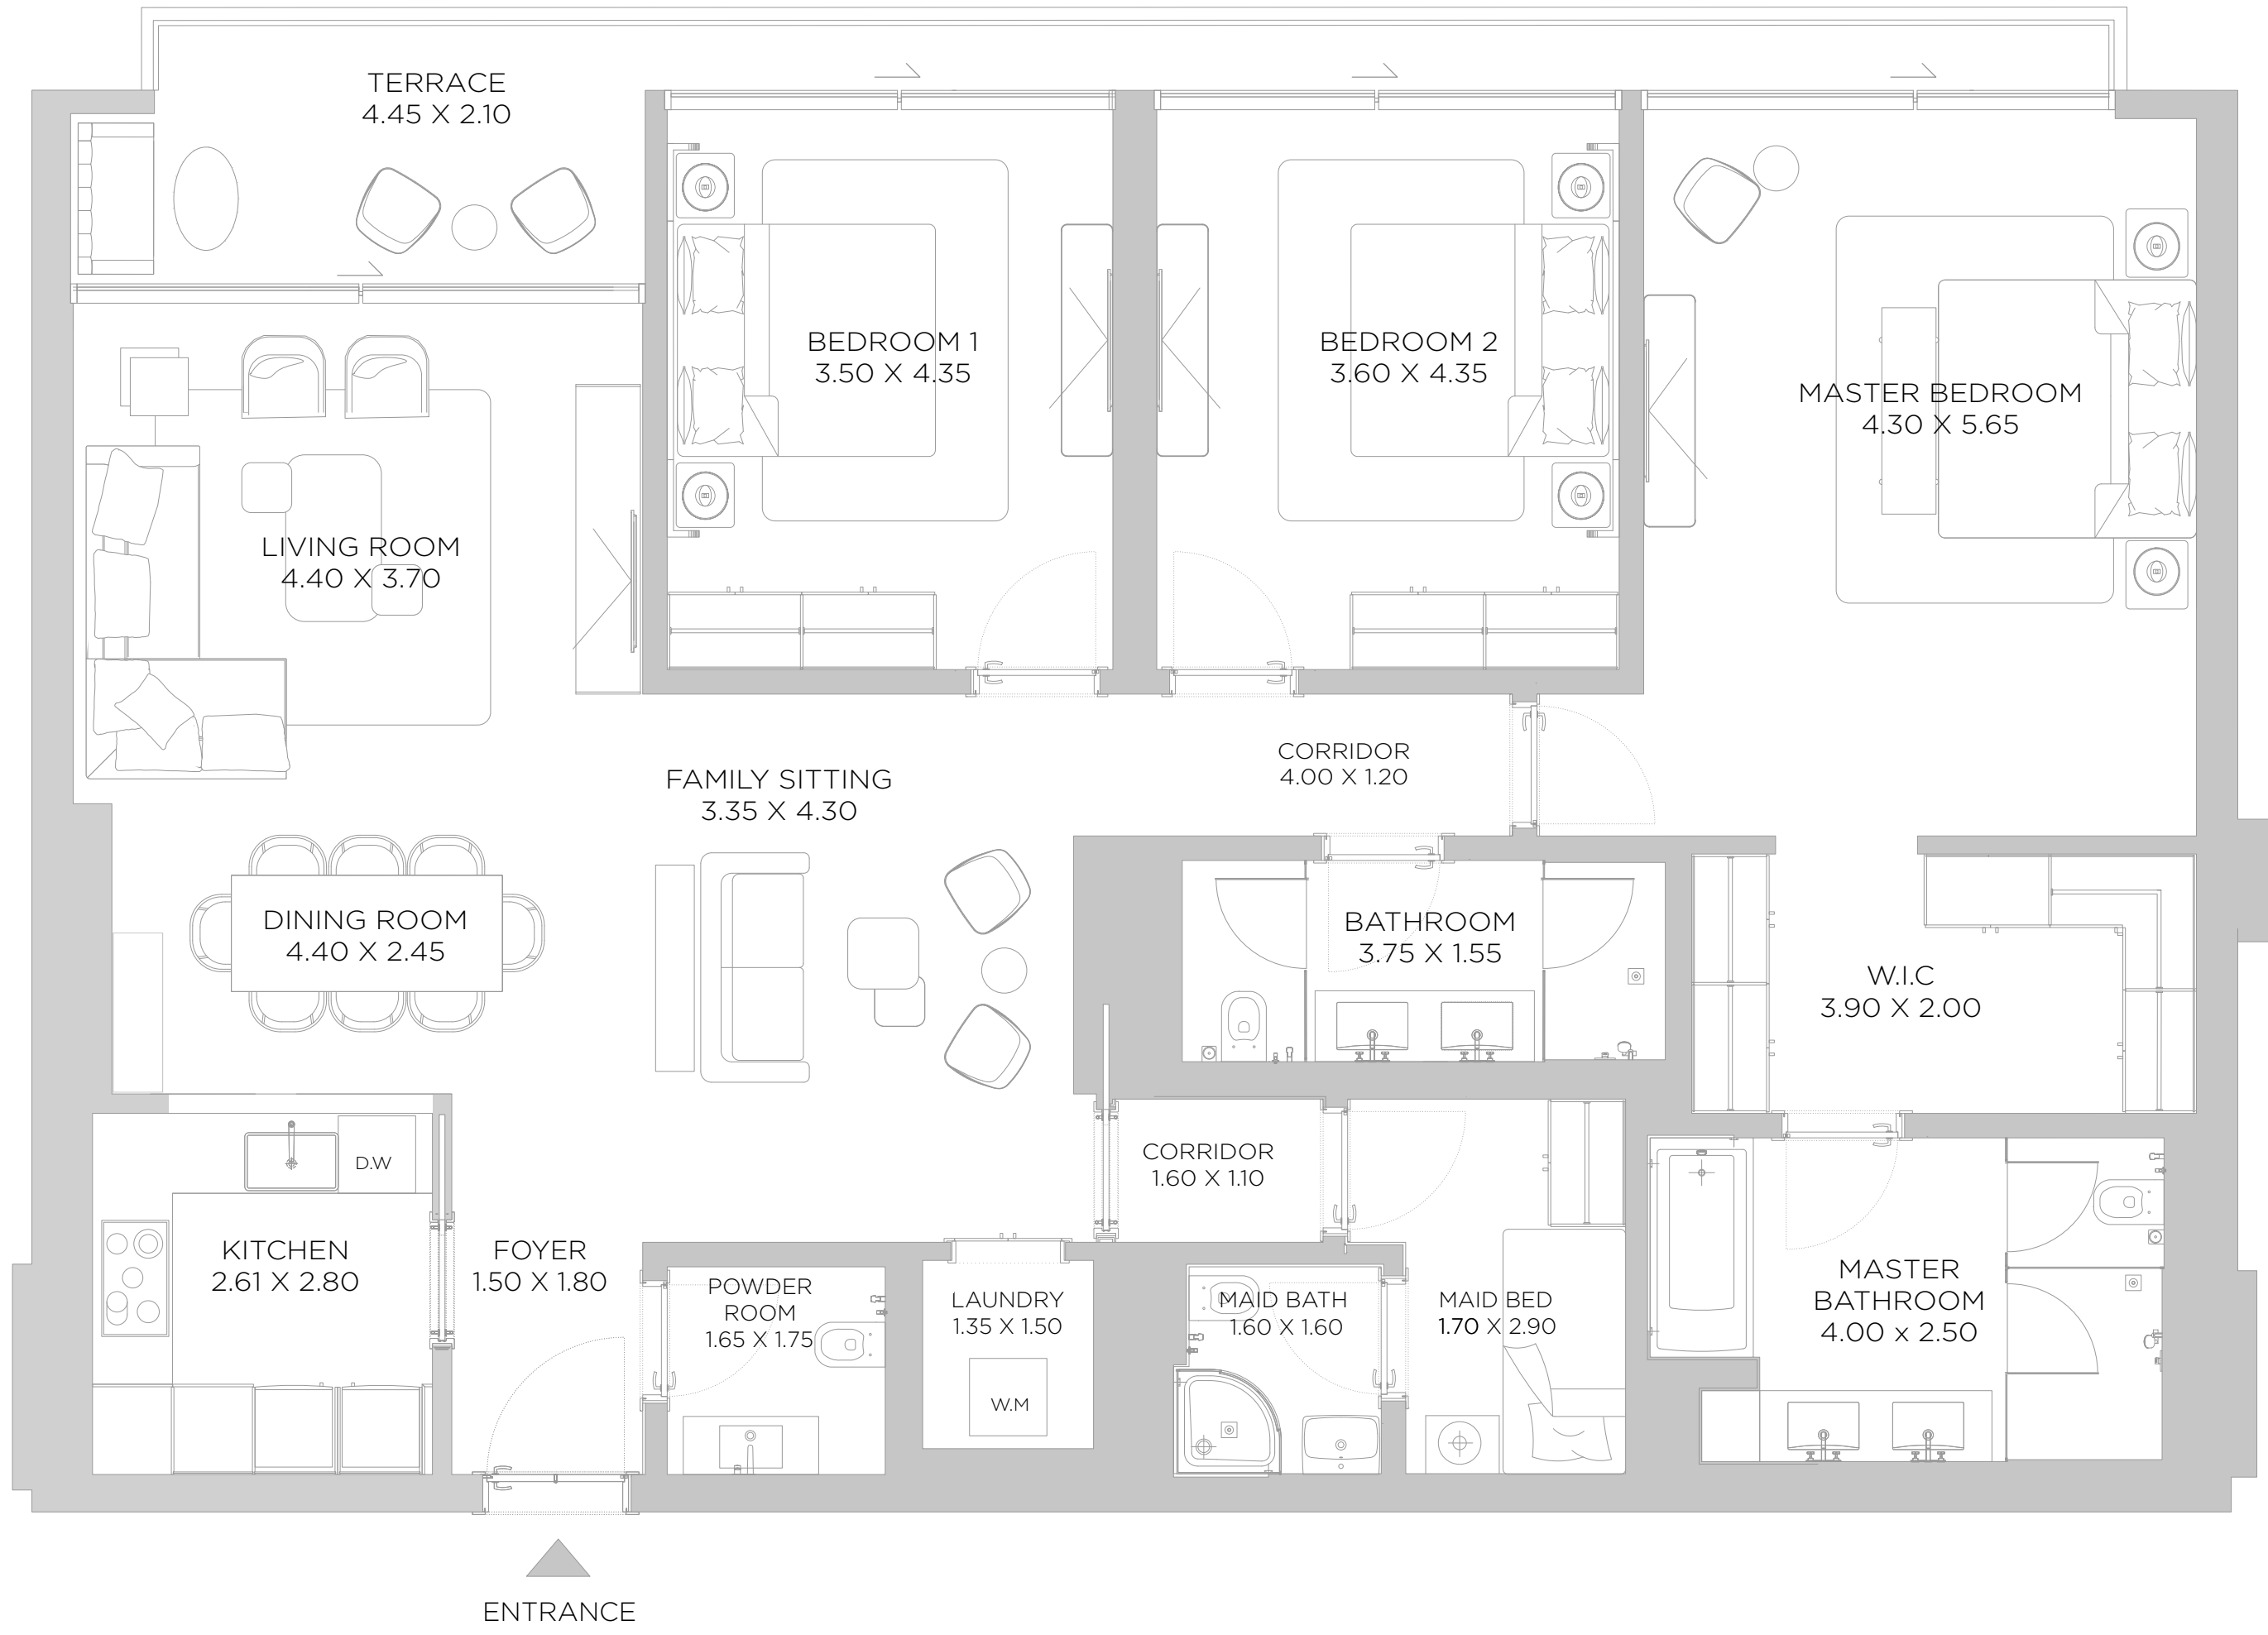 TERRACE
4.45 X 2.10
BEDROOM 1
3.50 X 4.35
BEDROOM 2
3.60 X 4.35
MASTER BEDROOM
4.30 X 5.65
LIVING ROOM
4.40 X 3.70
FAMILY SITTING
3.35 X 4.30
CORRIDOR
4.00 X 1.20
DINING ROOM
4.40 X 2.45
BATHROOM
3.75 X 1.55
W.I.C
3.90 X 2.00
D.W
CORRIDOR
1.60 X 1.10
KITCHEN
2.61 X 2.80
FOYER
1.50 X 1.80
POWDER
ROOM
1.65 X 1.75
LAUNDRY
1.35 X 1.50
W.M
MAID BATH
1.60 X 1.60
MAID BED
1.70 X 2.90
MASTER
BATHROOM
4.00 x 2.50
ENTRANCE